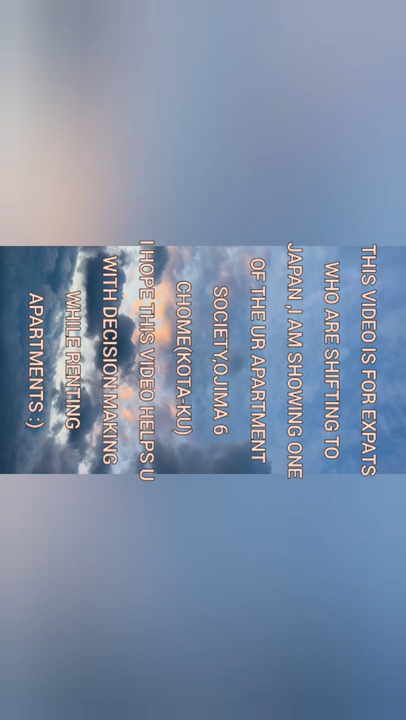 THIS VIDEO IS FOR EXPATS
WHO ARE SHIFTING TO
JAPAN ,I AM SHOWING ONE
OF THE UR APARTMENT
SOCIETY,OJIMA 6
CHOME(KOTA-KU)
I HOPE THIS VIDEO HELPS U
WITH DECISION MAKING
WHILE RENTING
APARTMENTS :)